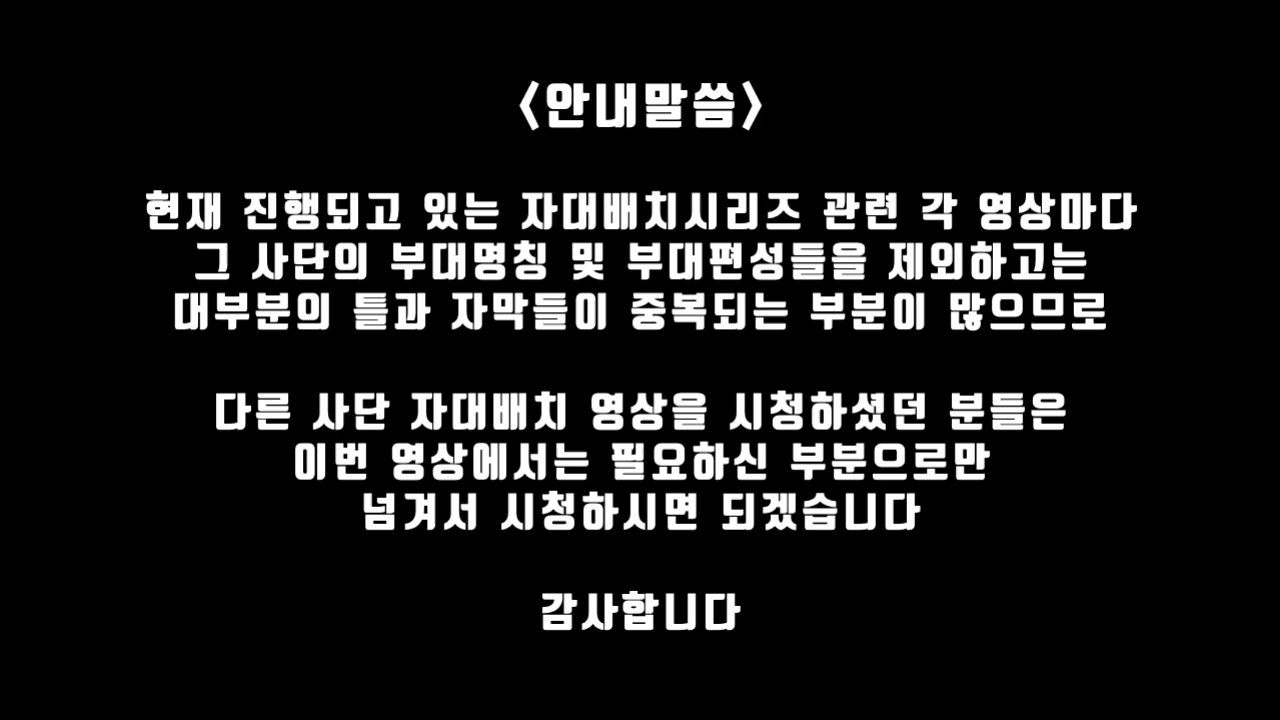 <안내말씀>
현재 진행되고 있는 자대배치시리즈 관련 각 영상마다
그 사단의 부대명칭 및 부대편성들을 제외하고는
대부분의 틀과 자막들이 중복되는 부분이 많으므로
다른 사단 자대배치 영상을 시청하셨던 분들은
이번 영상에서는 필요하신 부분으로만
넘겨서 시청하시면 되겠습니다
감사합니다